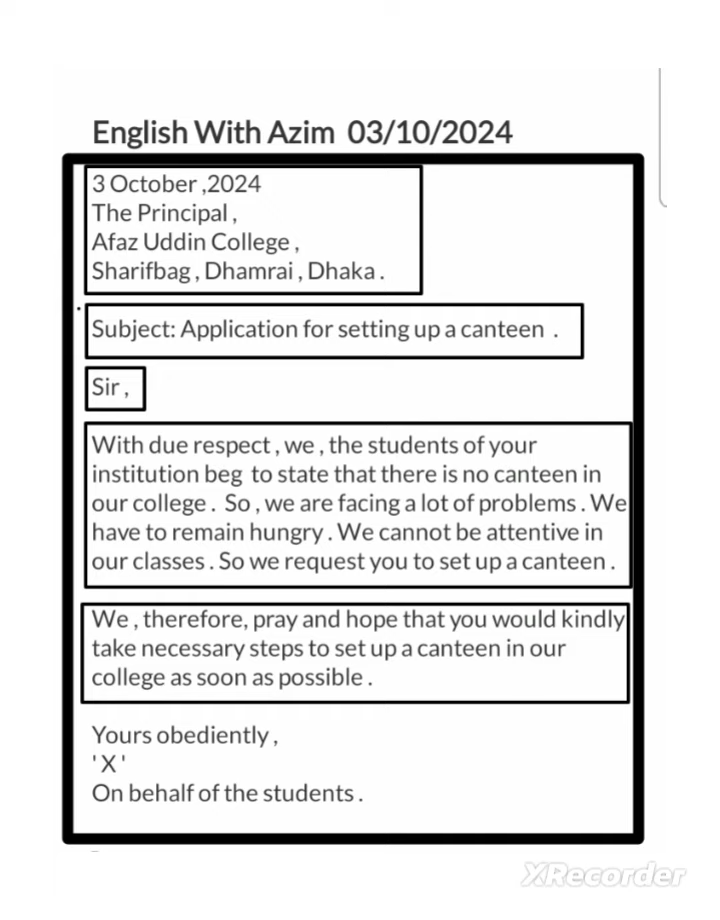 English With Azim 03/10/2024
3 October ,2024
The Principal ,
Afaz Uddin College ,
Sharifbag , Dhamrai , Dhaka .
Subject: Application for setting up a canteen .
Sir ,
With due respect , we , the students of your
institution beg to state that there is no canteen in
our college . So , we are facing a lot of problems . We
have to remain hungry . We cannot be attentive in
our classes . So we request you to set up a canteen .
We , therefore, pray and hope that you would kindly
take necessary steps to set up a canteen in our
college as soon as possible .
Yours obediently ,
'X'
On behalf of the students .
XRecorder